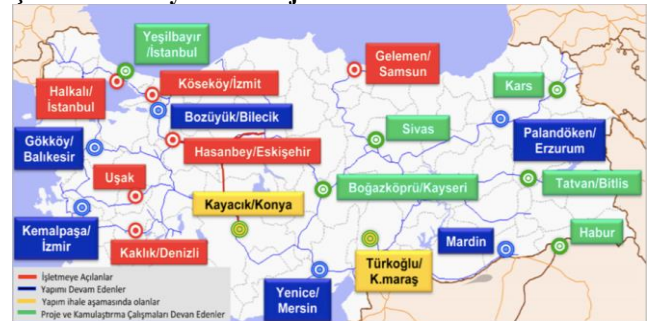 Yeşilbayır
/İstanbul
Gelemen/
Samsun
Halkalı/
İstanbul
Köseköy/İzmit
Kars
Bozüyük/Bilecik
Sivas
Gökköy/
Balıkesir
Palandöken/
Erzurum
Hasanbey/Eskişehir
Uşak
Boğazköprü/Kayseri
Tatvan/Bitlis
Kayacık/Konya
Kemalpaşa/
İzmir
Kaklık/Denizli
Türkoğlu/
K.maraş
Mardin
Habur
Yenice/
Mersin
İşletmeye Açılanlar
Yapımı Devam Edenler
Yapım ihale aşamasında olanlar
Proje ve Kamulaştırma Çalışmaları Devan Edenler